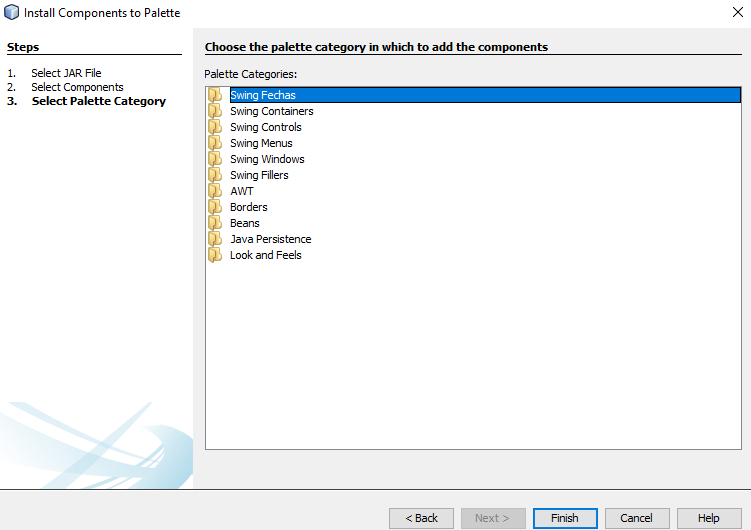 Install Components to Palette
Steps
1. Select JAR File
2. Select Components
3. Select Palette Category
Choose the palette category in which to add the components
Palette Categories:
Swing Fechas
Swing Containers
Swing Controls
Swing Menus
Swing Windows
Swing Fillers
AWT
Borders
Beans
Java Persistence
Look and Feels
< Back
Next >
Finish
Cancel
Help